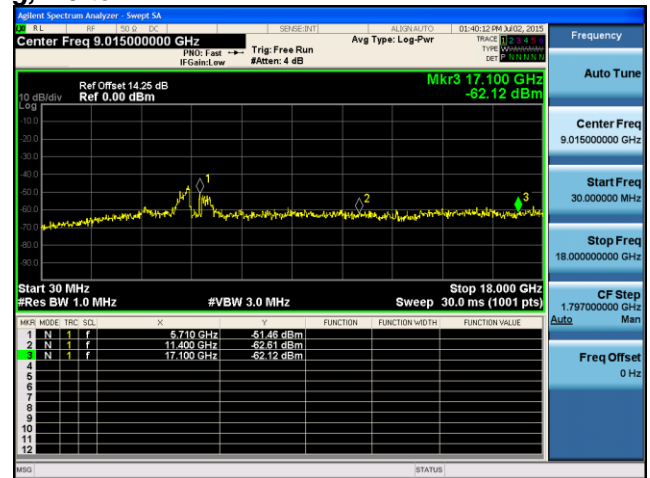 Agilent Spectrum Analyzer - Swept SA
RL RF 50 Ω DC SENSE:INT ALIGN AUTO 01:40:12 PM Jul 02, 2015
Center Freq 9.015000000 GHz
PNO: Fast
IFGain:Low
Trig: Free Run
#Atten: 4 dB
Avg Type: Log-Pwr
TRACE 1 2 3 4 5 6
TYPE
DET P N N N N N
Ref Offset 14.25 dB
10 dB/div Ref 0.00 dBm
Log
Mkr3 17.100 GHz
-62.12 dBm
-10.0
-20.0
-30.0
-40.0
-50.0
-60.0
-70.0
-80.0
-90.0
1
2
3
Start 30 MHz
Stop 18.000 GHz
#Res BW 1.0 MHz #VBW 3.0 MHz Sweep 30.0 ms (1001 pts)
MKR MODE TRC SCL X Y FUNCTION FUNCTION WIDTH FUNCTION VALUE
1 N 1 f 5.710 GHz -51.46 dBm
2 N 1 f 11.400 GHz -62.61 dBm
3 N 1 f 17.100 GHz -62.12 dBm
4
5
6
7
8
9
10
11
12
MSG STATUS
Frequency
Auto Tune
Center Freq
9.015000000 GHz
Start Freq
30.000000 MHz
Stop Freq
18.000000000 GHz
CF Step
1.797000000 GHz
Auto Man
Freq Offset
0 Hz